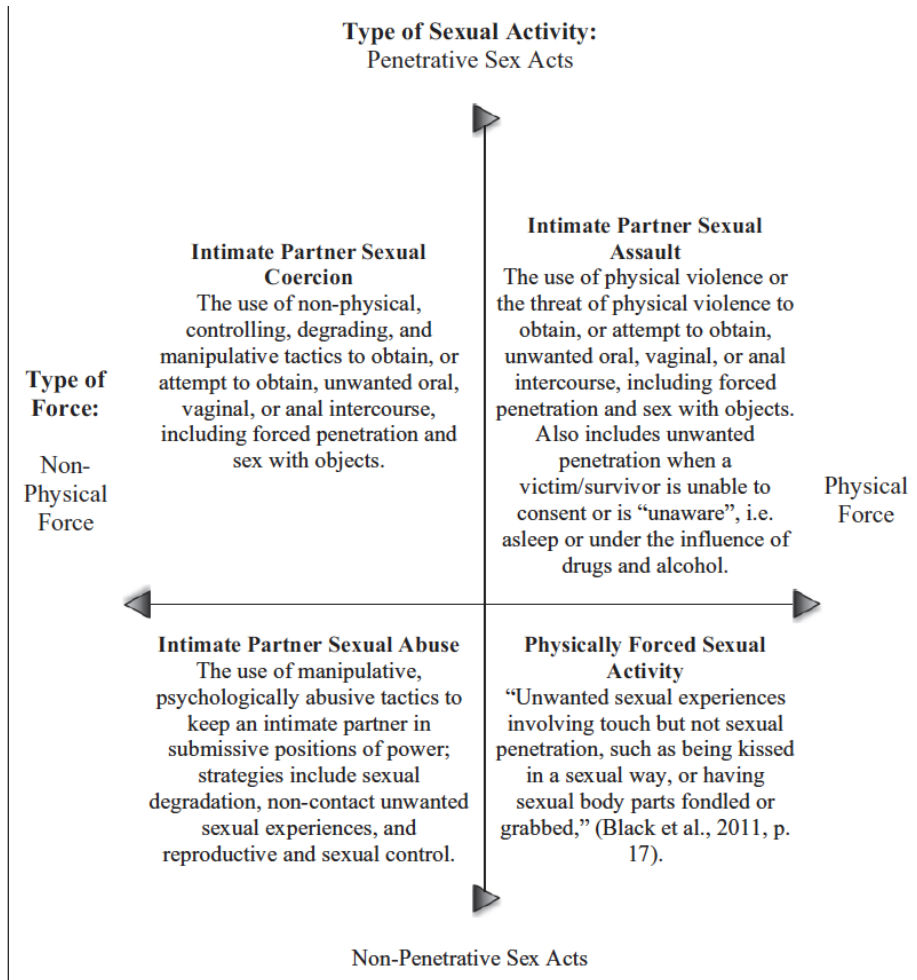 Type of Sexual Activity:
Penetrative Sex Acts
Intimate Partner Sexual
Coercion
The use of non-physical,
controlling, degrading, and
manipulative tactics to obtain, or
attempt to obtain, unwanted oral,
vaginal, or anal intercourse,
including forced penetration and
sex with objects.
Intimate Partner Sexual
Assault
The use of physical violence or
the threat of physical violence to
obtain, or attempt to obtain,
unwanted oral, vaginal, or anal
intercourse, including forced
penetration and sex with objects.
Also includes unwanted
penetration when a
victim/survivor is unable to
consent or is “unaware”, i.e.
asleep or under the influence of
drugs and alcohol.
Type of
Force:
Non-
Physical
Force
Physical
Force
Intimate Partner Sexual Abuse
The use of manipulative,
psychologically abusive tactics to
keep an intimate partner in
submissive positions of power;
strategies include sexual
degradation, non-contact unwanted
sexual experiences, and
reproductive and sexual control.
Physically Forced Sexual
Activity
“Unwanted sexual experiences
involving touch but not sexual
penetration, such as being kissed
in a sexual way, or having
sexual body parts fondled or
grabbed,” (Black et al., 2011, p.
17).
Non-Penetrative Sex Acts